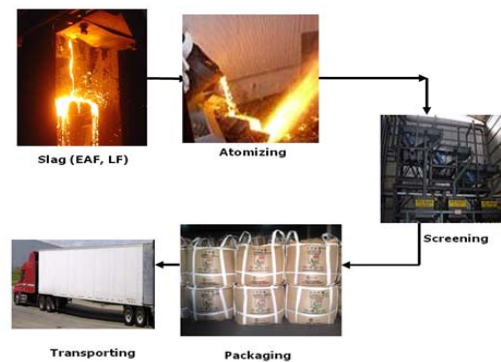 Slag (EAF, LF)
Atomizing
Screening
Packaging
Transporting